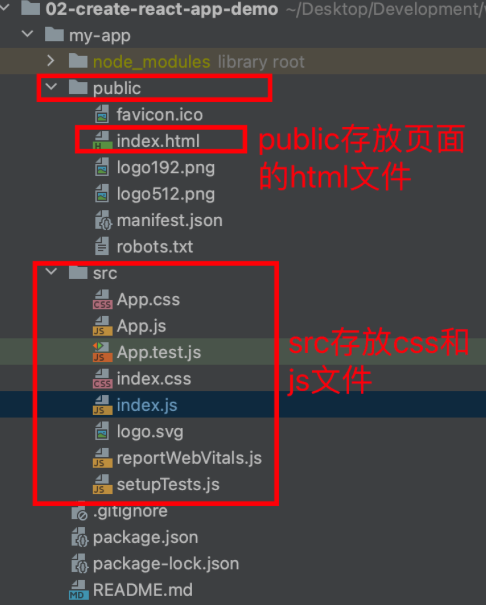 02-create-react-app-demo ~/Desktop/Development/
my-app
node_modules library root
public
favicon.ico
index.html
public存放页面
的html文件
logo192.png
logo512.png
manifest.json
robots.txt
src
App.css
App.js
App.test.js
src存放css和
js文件
index.css
index.js
logo.svg
reportWebVitals.js
setupTests.js
.gitignore
package.json
package-lock.json
README.md